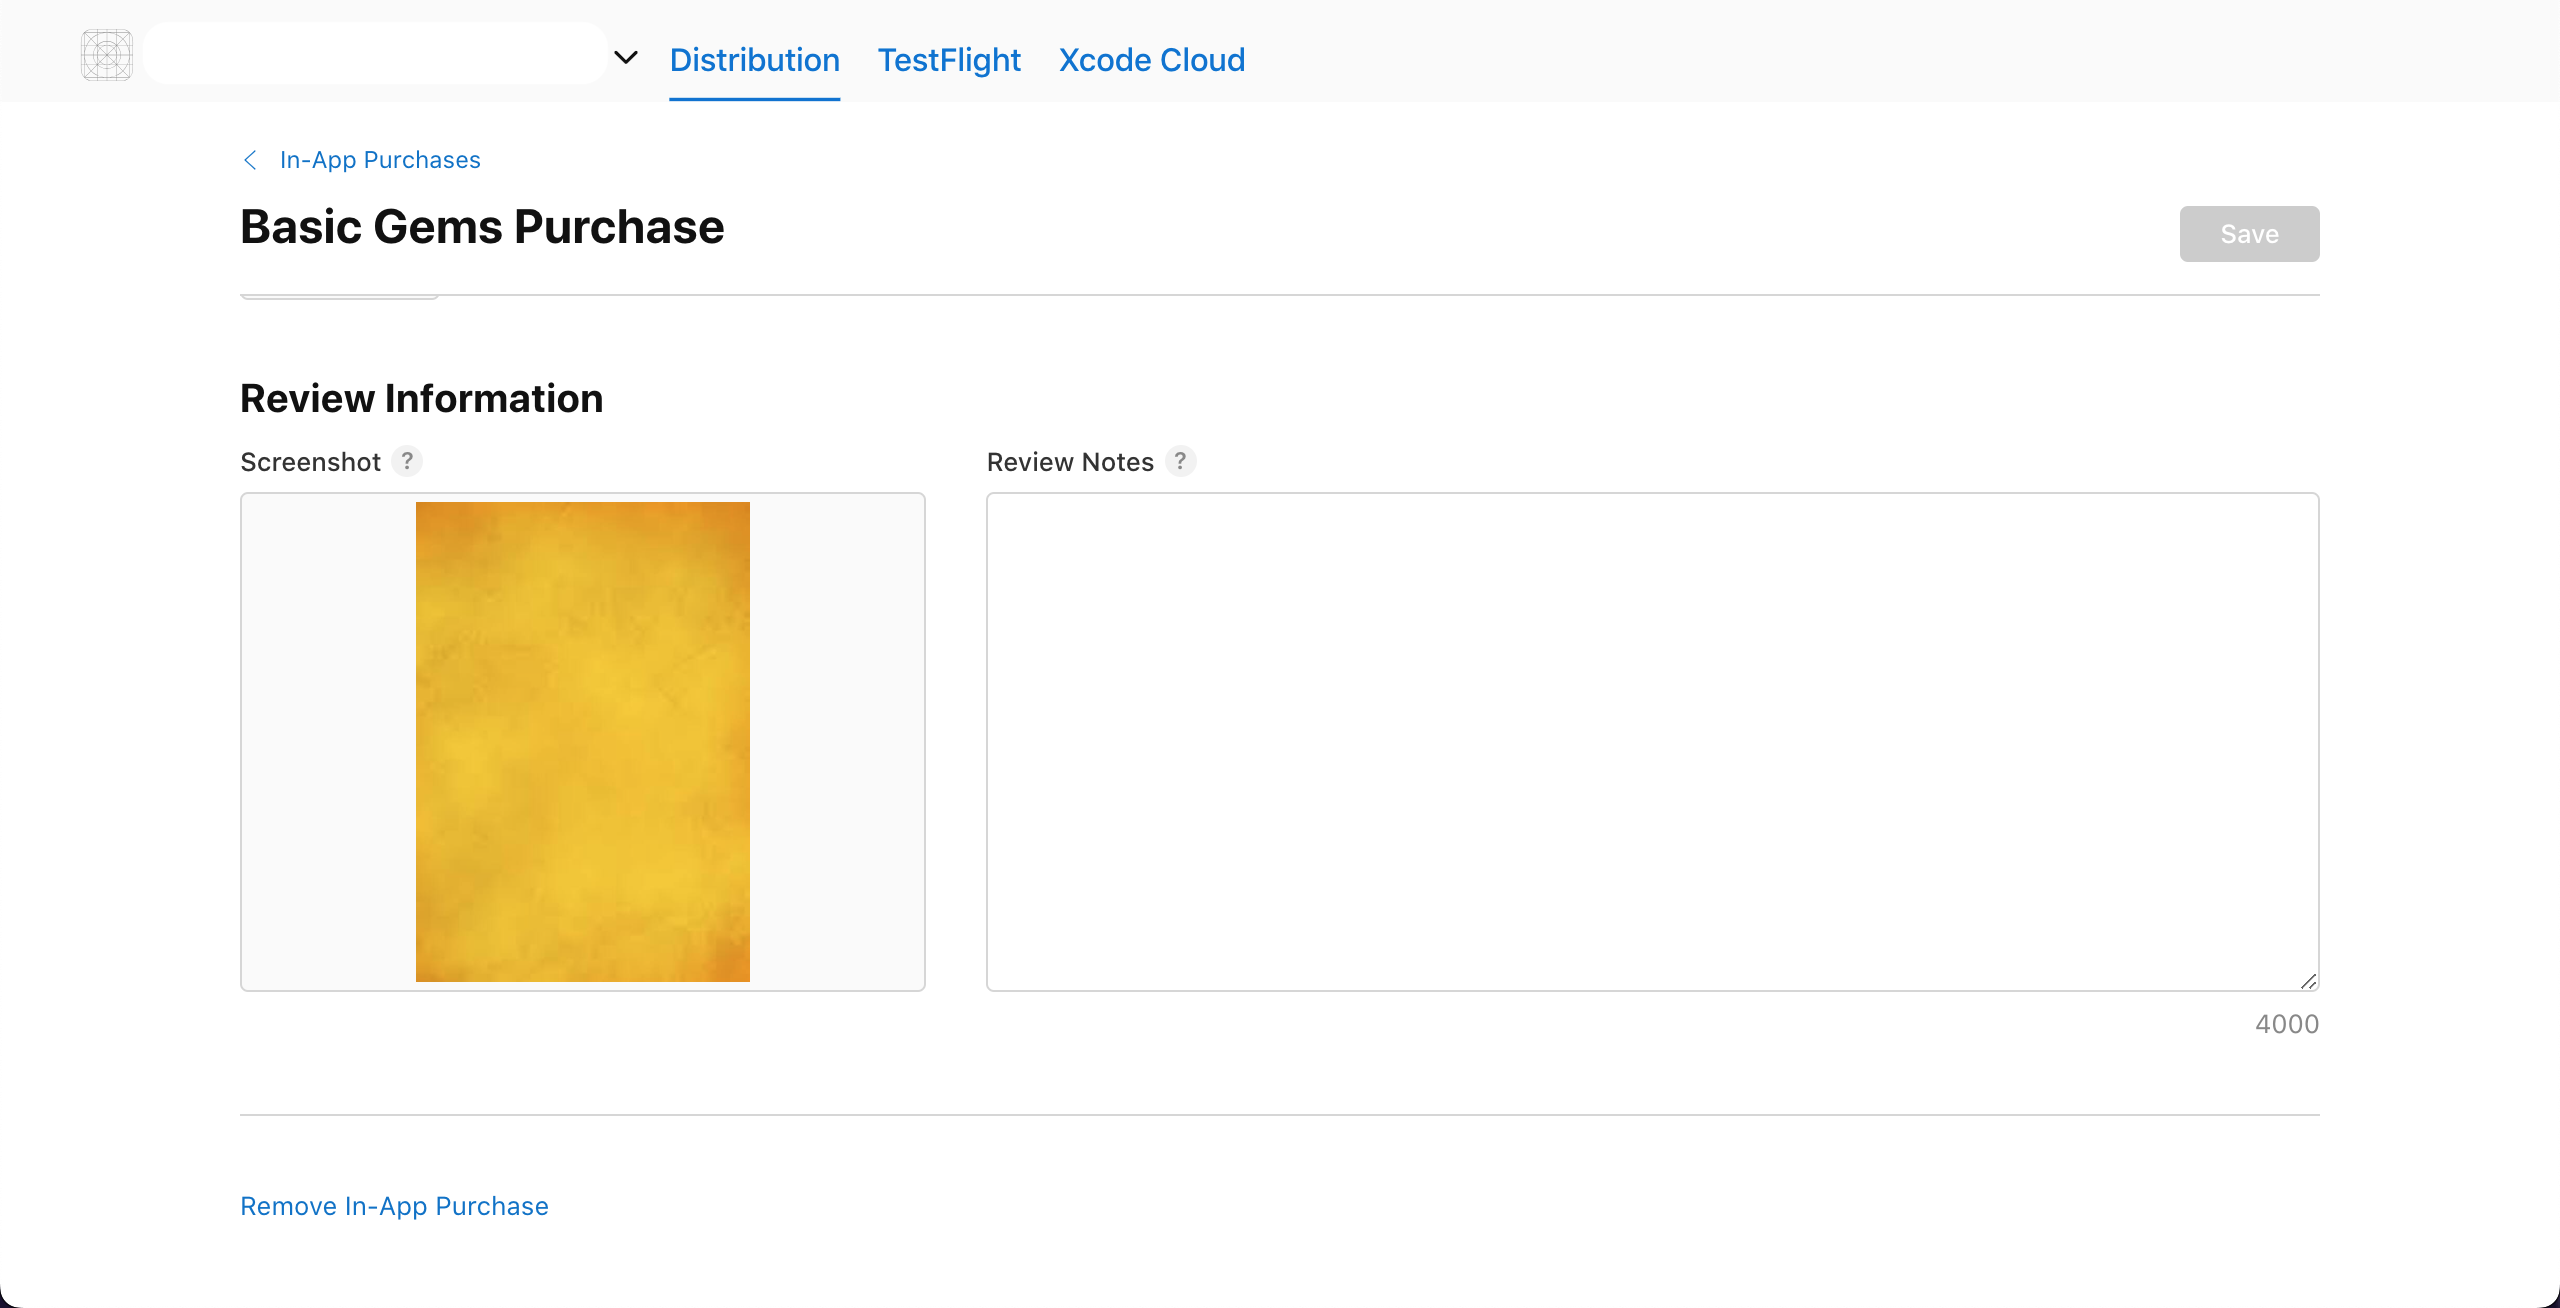 Distribution TestFlight Xcode Cloud
In-App Purchases
Basic Gems Purchase
Save
Review Information
Screenshot ?
Review Notes ?
4000
Remove In-App Purchase